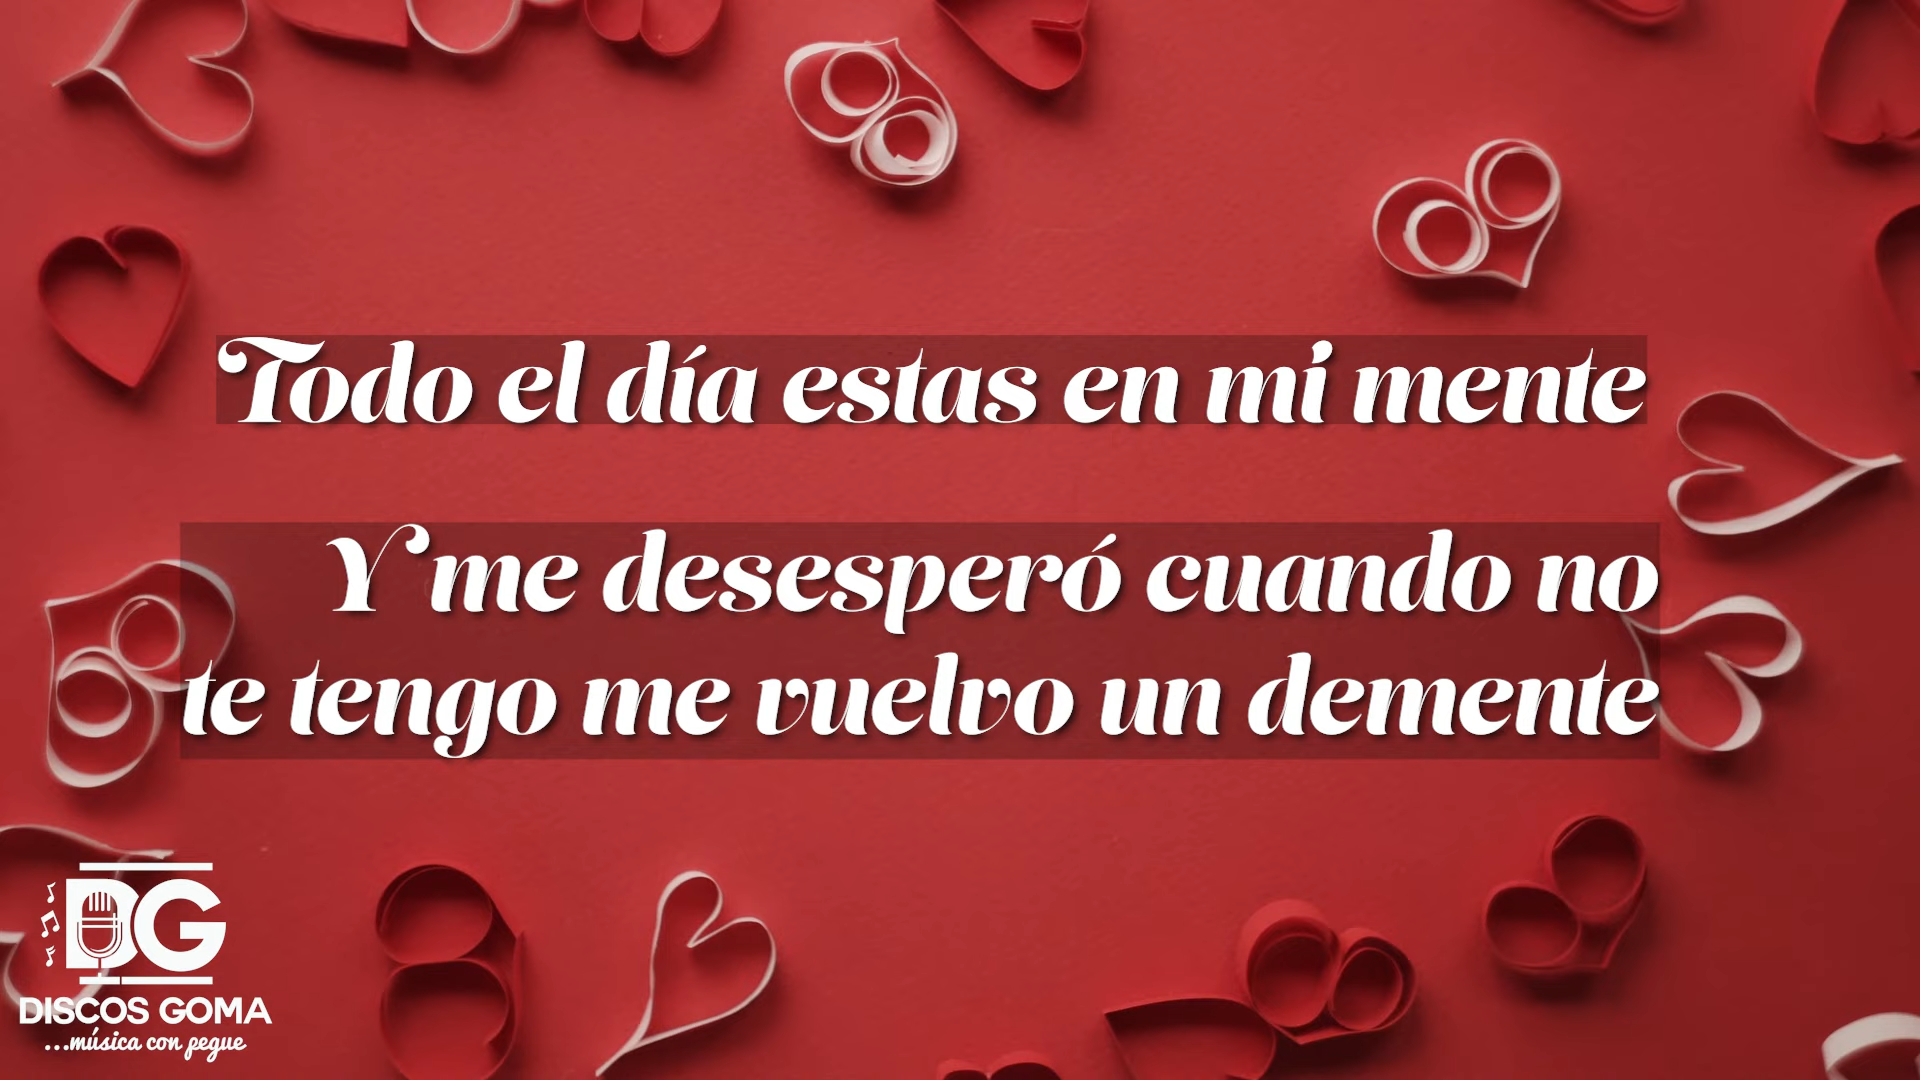 Todo el día estas en mi mente
Y me desesperó cuando no
te tengo me vuelvo un demente
DG
DISCOS GOMA
...música con pegue